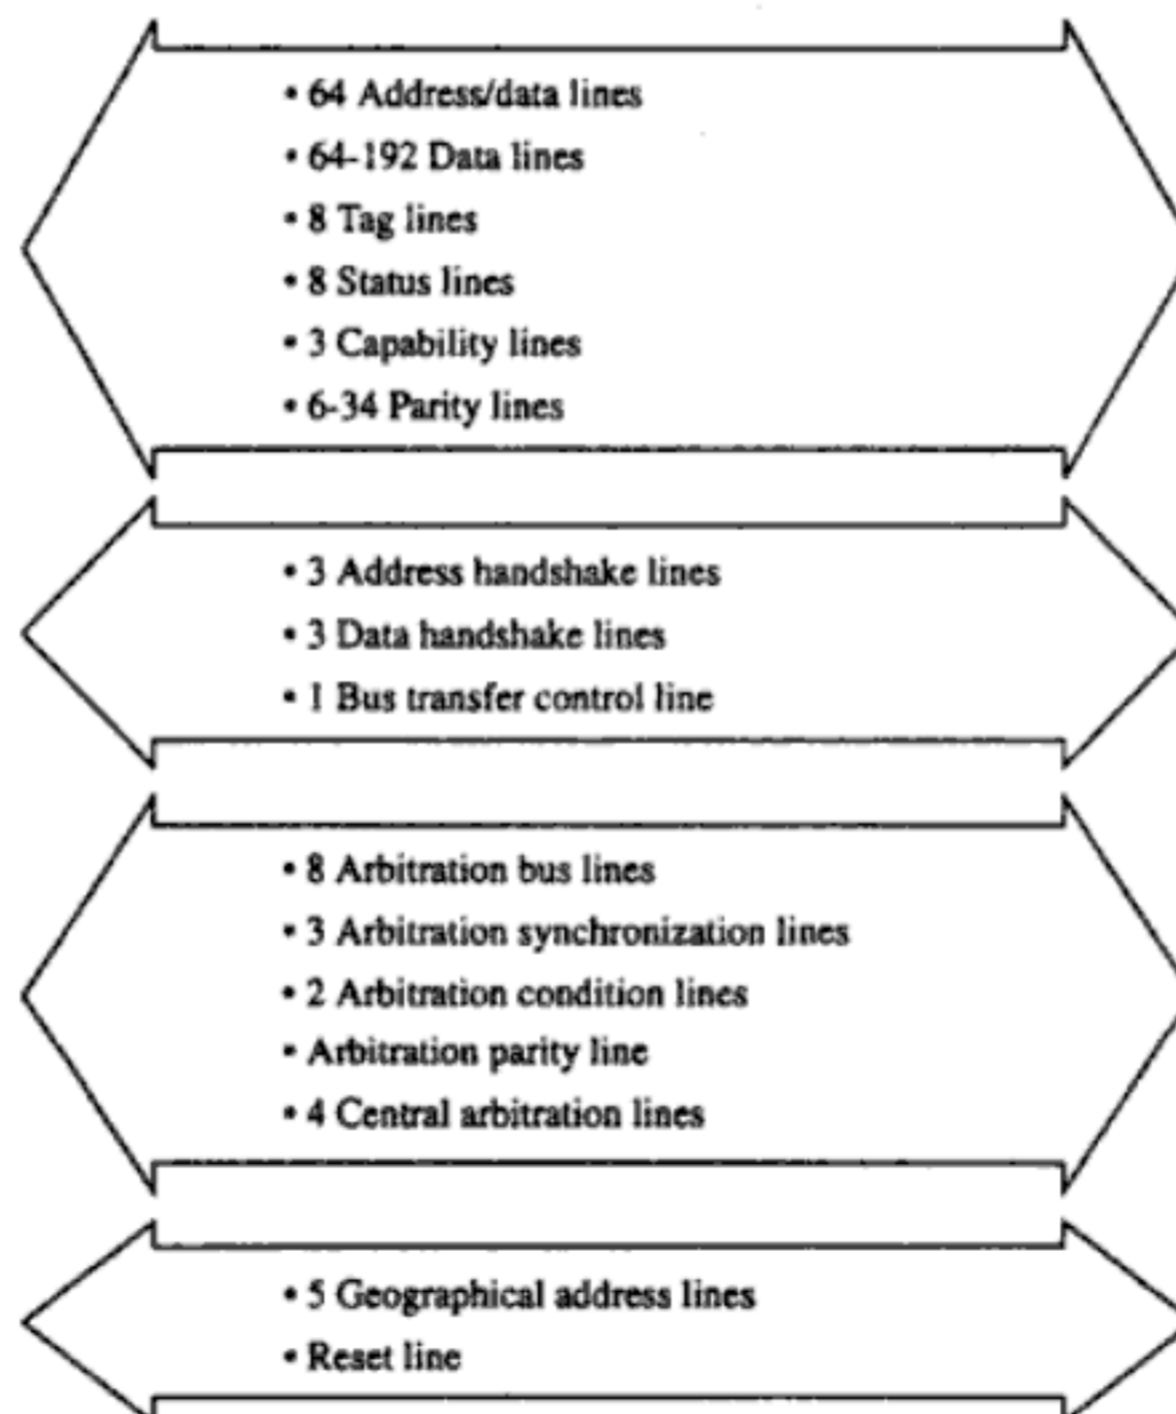 • 64 Address/data lines
• 64-192 Data lines
• 8 Tag lines
• 8 Status lines
• 3 Capability lines
• 6-34 Parity lines
• 3 Address handshake lines
• 3 Data handshake lines
• 1 Bus transfer control line
• 8 Arbitration bus lines
• 3 Arbitration synchronization lines
• 2 Arbitration condition lines
• Arbitration parity line
• 4 Central arbitration lines
• 5 Geographical address lines
• Reset line